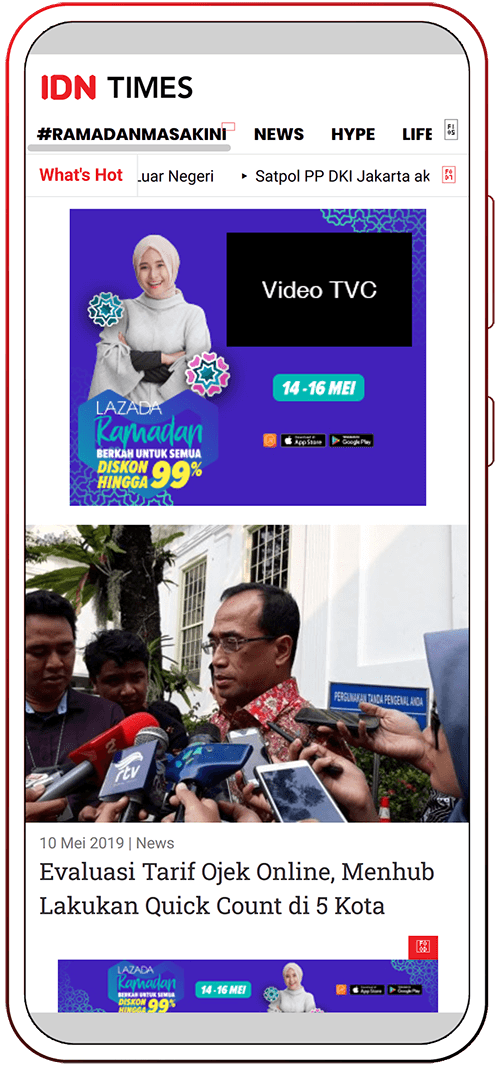 IDN TIMES
#RAMADANMASAKINI NEWS HYPE LIFE
What's Hot Luar Negeri ‣ Satpol PP DKI Jakarta ak
Video TVC
14-16 MEI
LAZADA
Ramadan
BERKAH UNTUK SEMUA
DISKON
HINGGA 99%
App Store
Google Play
PERGUNAKAN TANDA PENGENAL ANDA
2
rtv
10 Mei 2019 | News
Evaluasi Tarif Ojek Online, Menhub
Lakukan Quick Count di 5 Kota
LAZADA
Ramadan
BERKAH UNTUK SEMUA
DISKON
HINGGA 99%
14-16 MEI
App Store
Google Play